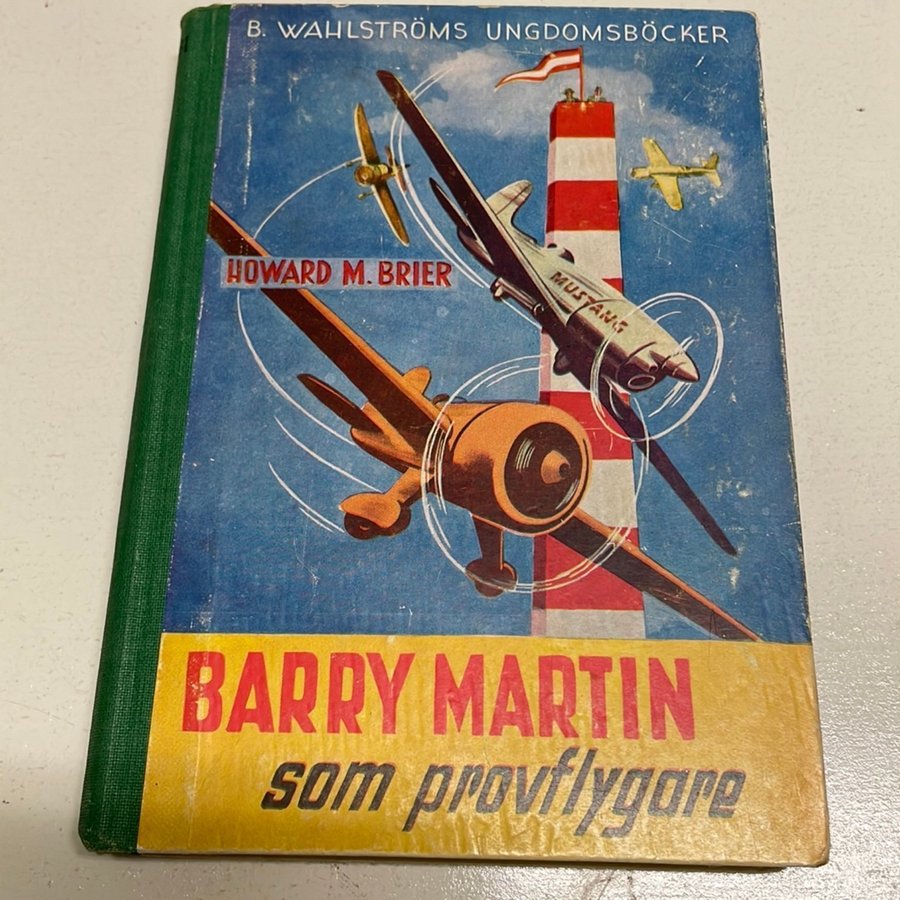 B. WAHLSTRÖMS UNGDOMSBÖCKER
HOWARD M. BRIER
MUSTANG
BARRY MARTIN
som provflygare